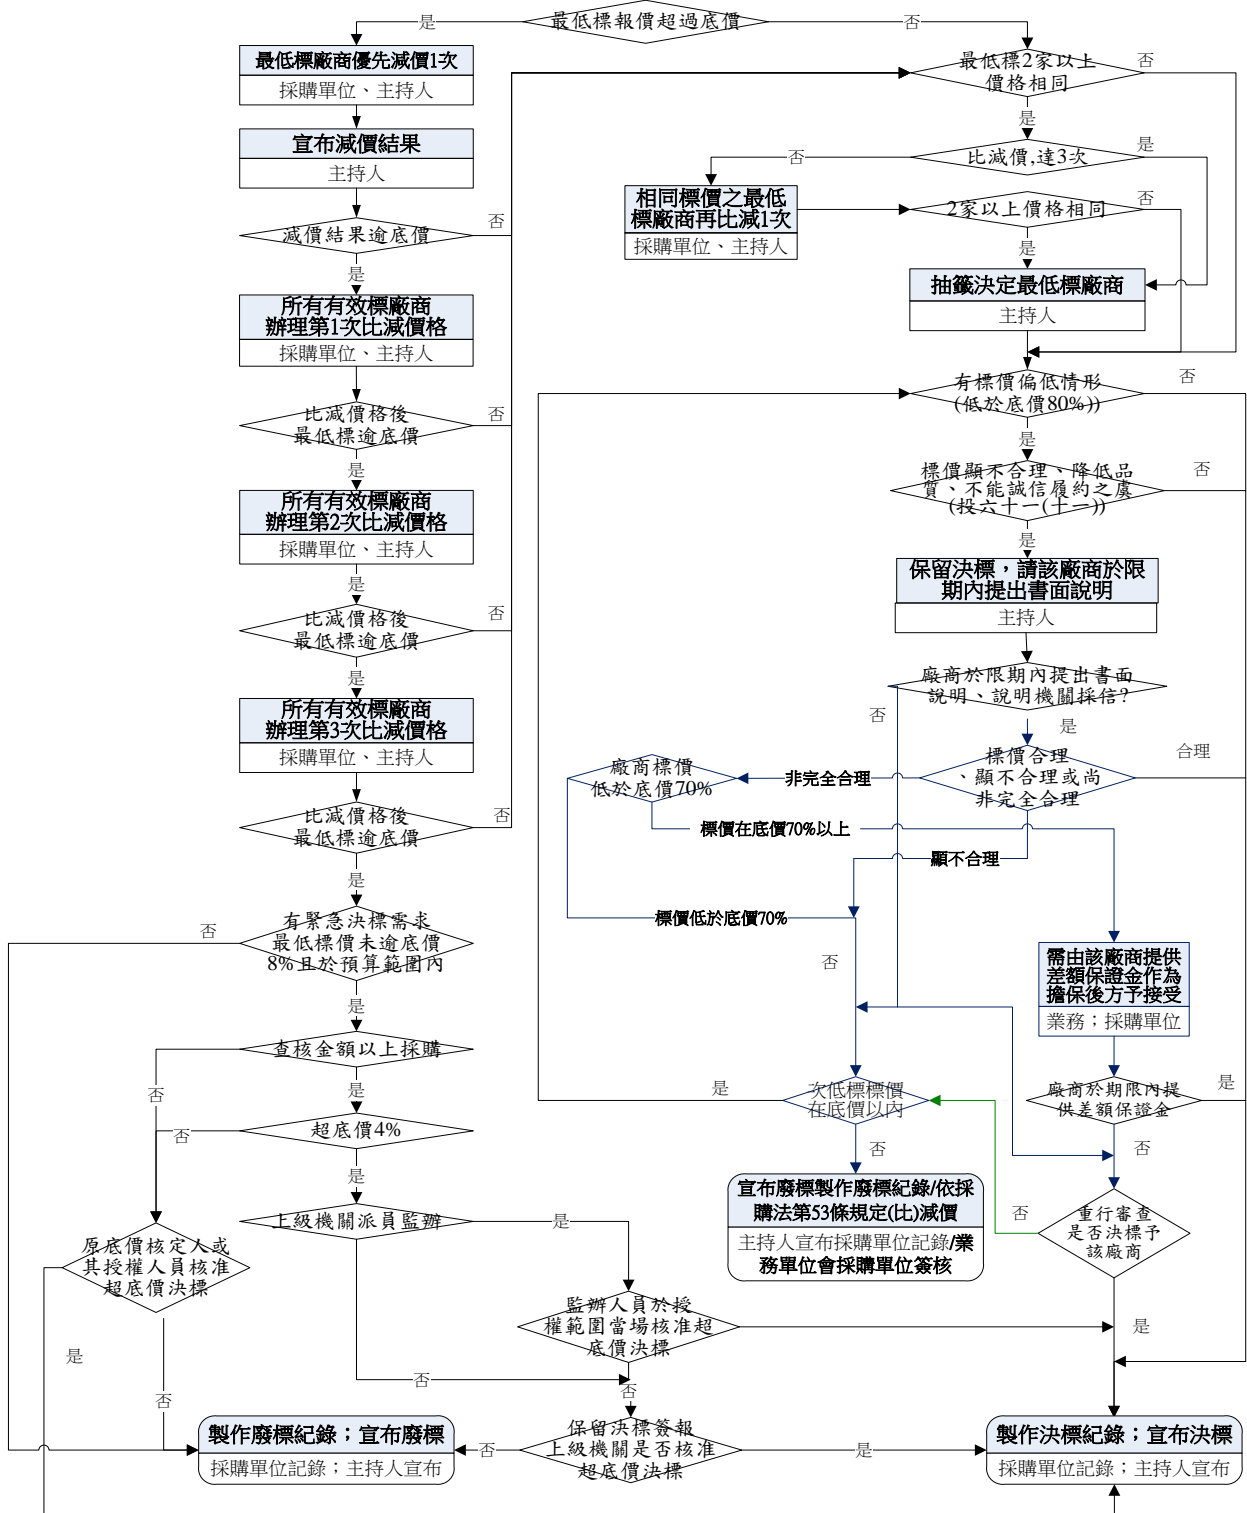 最低標報價超過底價
是
否
最低標廠商優先減價1次
採購單位、主持人
宣布減價結果
主持人
減價結果逾底價
否
是
所有有效標廠商
辦理第1次比減價格
採購單位、主持人
比減價格後
最低標逾底價
否
是
所有有效標廠商
辦理第2次比減價格
採購單位、主持人
是
比減價格後
最低標逾底價
否
是
所有有效標廠商
辦理第3次比減價格
採購單位、主持人
比減價格後
最低標逾底價
否
是
有緊急決標需求
最低標價未逾底價
8%且於預算範圍內
否
是
查核金額以上採購
否
是
超底價4%
否
是
上級機關派員監辦
是
否
原底價核定人或
其授權人員核准
超底價決標
是
否
監辦人員於授
權範圍當場核准超
底價決標
是
否
保留決標簽報
上級機關是否核准
超底價決標
否
是
製作廢標紀錄；宣布廢標
採購單位記錄；主持人宣布
最低標2家以上
價格相同
否
是
比減價,達3次
否
是
相同標價之最低
標廠商再比減1次
採購單位、主持人
2家以上價格相同
否
是
抽籤決定最低標廠商
主持人
有標價偏低情形
(低於底價80%))
否
是
標價顯不合理、降低品
質、不能誠信履約之虞
(投六十一(十一))
否
是
保留決標，請該廠商於限
期內提出書面說明
主持人
廠商於限期內提出書面
說明、說明機關採信?
否
是
標價合理
、顯不合理或尚
非完全合理
合理
非完全合理
廠商標價
低於底價70%
標價在底價70%以上
顯不合理
標價低於底價70%
否
需由該廠商提供
差額保證金作為
擔保後方予接受
業務；採購單位
廠商於期限內提
供差額保證金
是
否
次低標標價
在底價以內
是
否
宣布廢標製作廢標紀錄/依採
購法第53條規定(比)減價
主持人宣布採購單位記錄/業
務單位會採購單位簽核
重行審查
是否決標予
該廠商
否
製作決標紀錄；宣布決標
採購單位記錄；主持人宣布